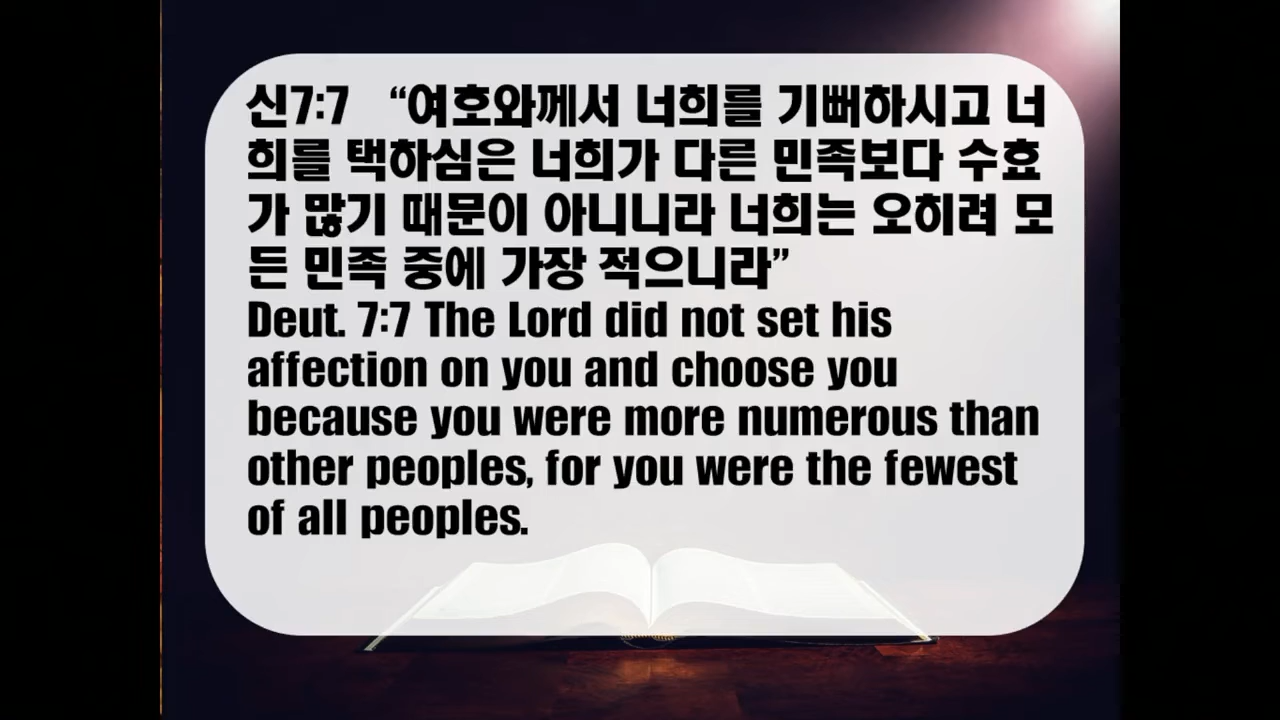 신7:7 “여호와께서 너희를 기뻐하시고 너
희를 택하심은 너희가 다른 민족보다 수효
가 많기 때문이 아니니라 너희는 오히려 모
든 민족 중에 가장 적으니라”
Deut. 7:7 The Lord did not set his
affection on you and choose you
because you were more numerous than
other peoples, for you were the fewest
of all peoples.